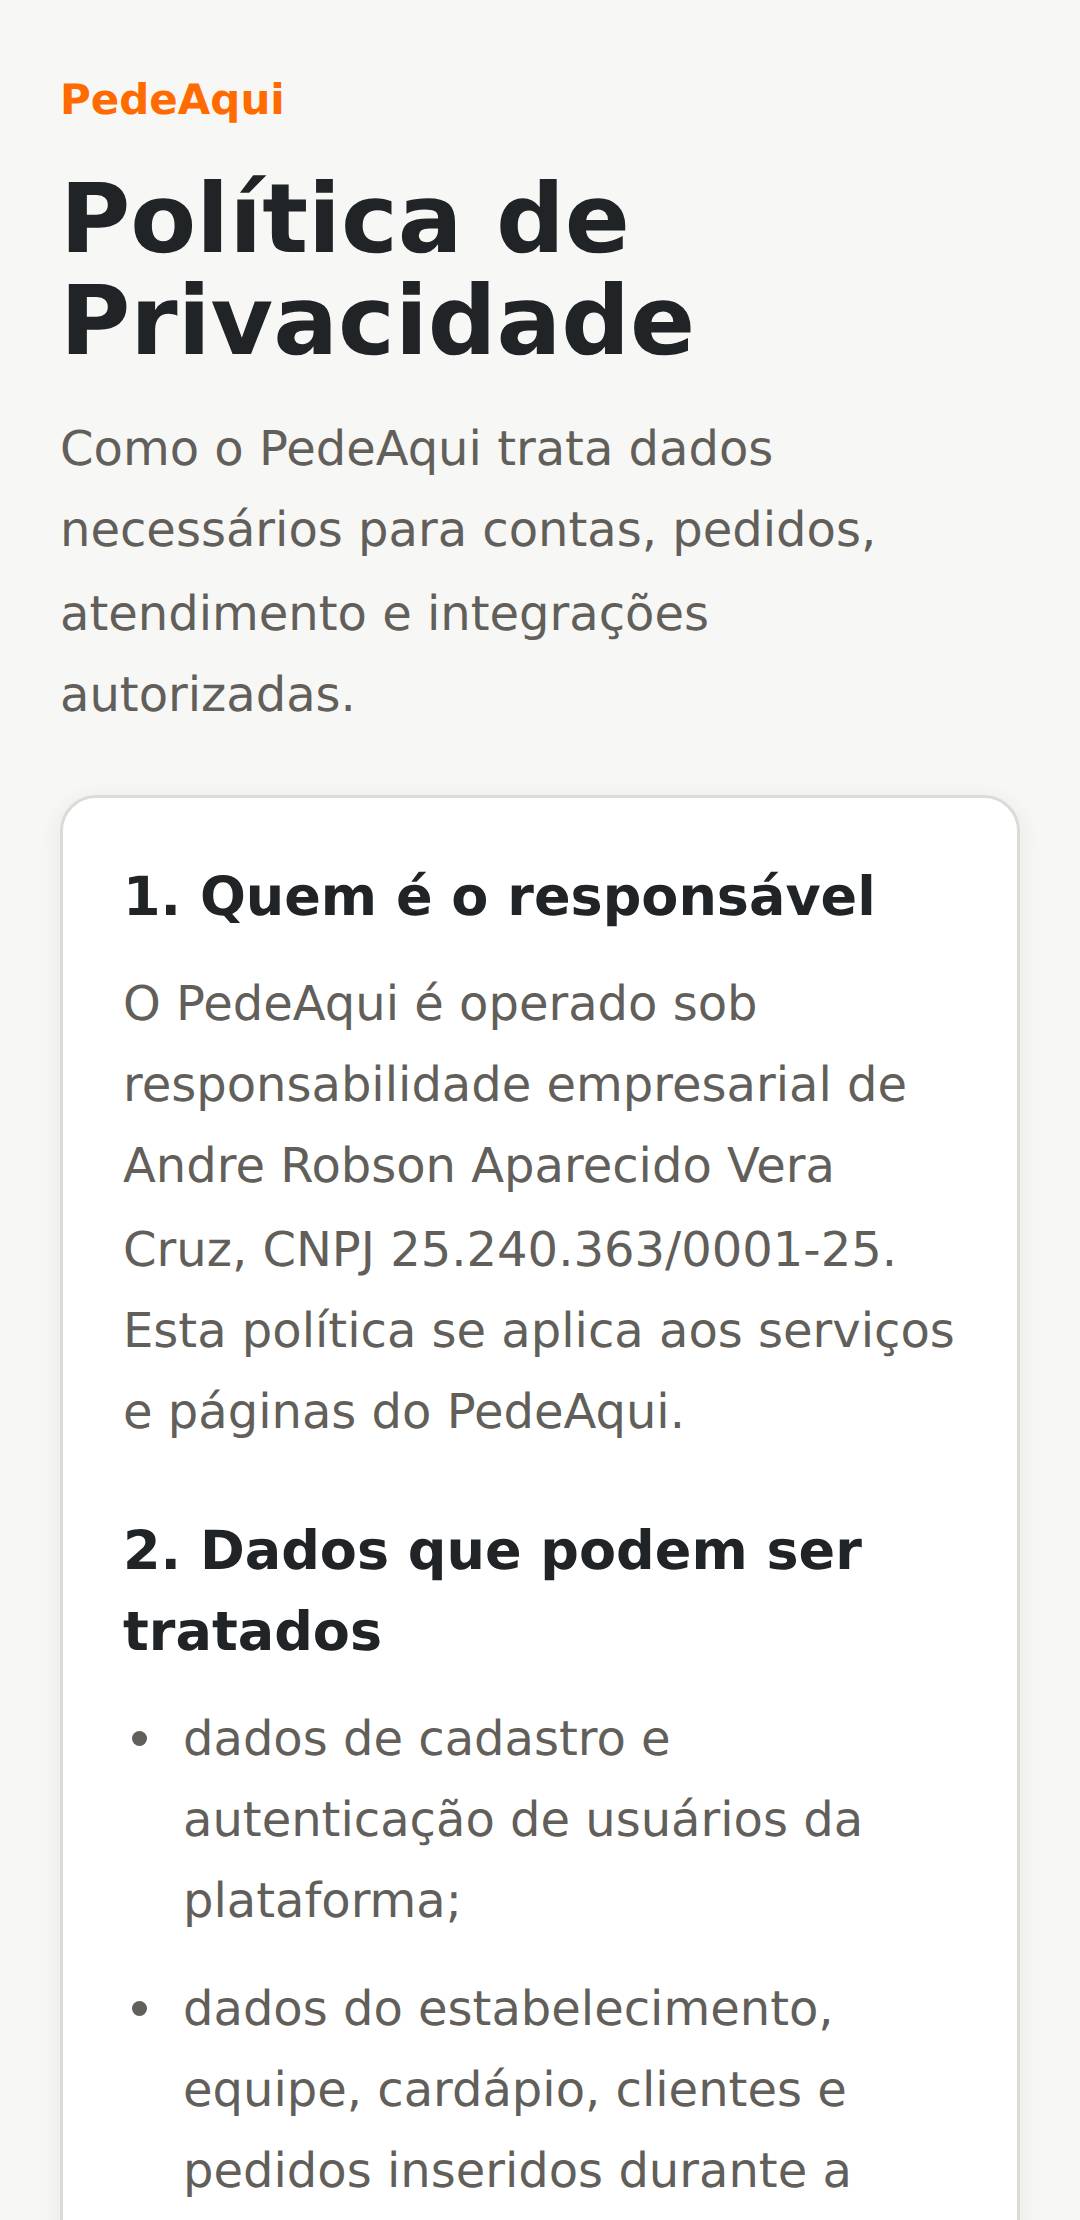 PedeAqui
Política de
Privacidade
Como o PedeAqui trata dados
necessários para contas, pedidos,
atendimento e integrações
autorizadas.
1. Quem é o responsável
O PedeAqui é operado sob
responsabilidade empresarial de
Andre Robson Aparecido Vera
Cruz, CNPJ 25.240.363/0001-25.
Esta política se aplica aos serviços
e páginas do PedeAqui.
2. Dados que podem ser
tratados
• dados de cadastro e
autenticação de usuários da
plataforma;
• dados do estabelecimento,
equipe, cardápio, clientes e
pedidos inseridos durante a